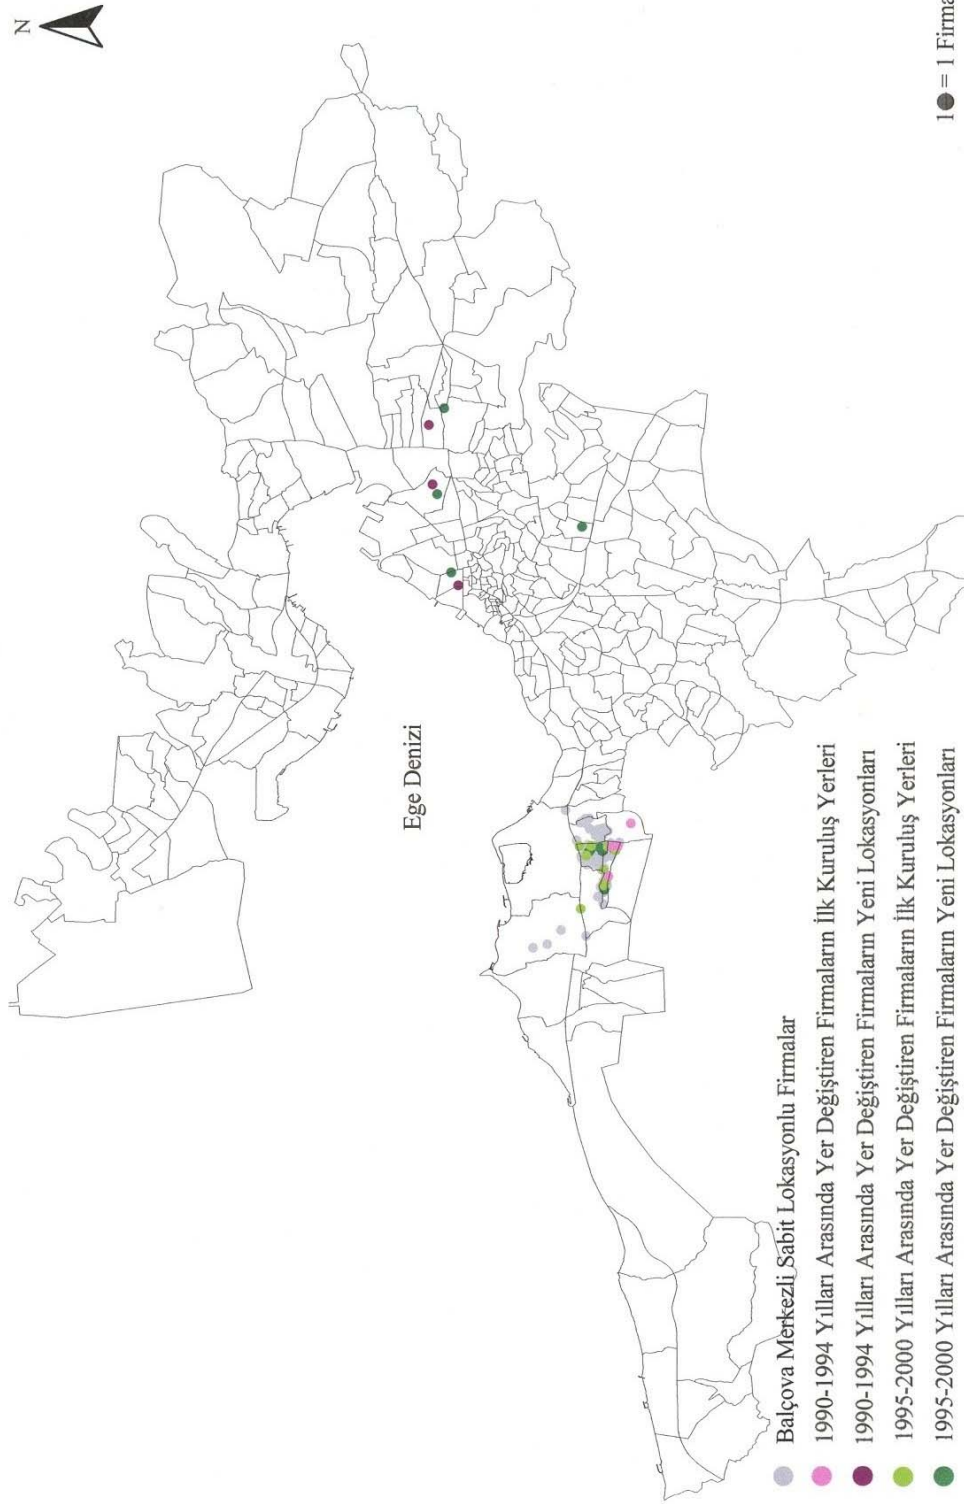 N
Ege Denizi
Balçova Merkezli Sabit Lokasyonlu Firmalar
1990-1994 Yılları Arasında Yer Değiştiren Firmaların İlk Kuruluş Yerleri
1990-1994 Yılları Arasında Yer Değiştiren Firmaların Yeni Lokasyonları
1995-2000 Yılları Arasında Yer Değiştiren Firmaların İlk Kuruluş Yerleri
1995-2000 Yılları Arasında Yer Değiştiren Firmaların Yeni Lokasyonları
1 = 1 Firma